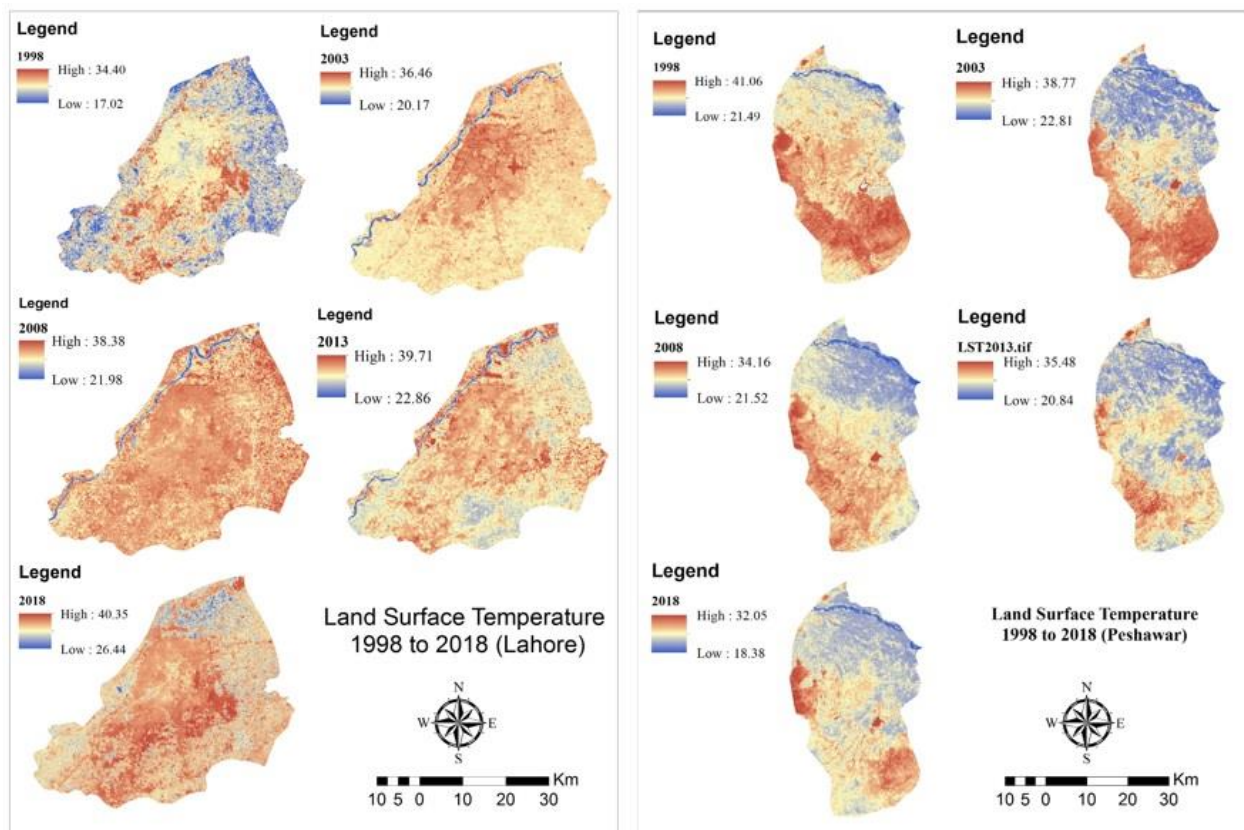 Legend
1998
High : 34.40
Low : 17.02
Legend
2003
High : 36.46
Low : 20.17
Legend
2008
High : 38.38
Low : 21.98
Legend
2013
High : 39.71
Low : 22.86
Legend
2018
High : 40.35
Low : 26.44
Land Surface Temperature
1998 to 2018 (Lahore)
N
W E
S
Km
10 5 0 10 20 30
Legend
1998
High : 41.06
Low : 21.49
Legend
2003
High : 38.77
Low : 22.81
Legend
2008
High : 34.16
Low : 21.52
Legend
LST2013.tif
High : 35.48
Low : 20.84
Legend
2018
High : 32.05
Low : 18.38
Land Surface Temperature
1998 to 2018 (Peshawar)
N
W E
S
Km
10 5 0 10 20 30